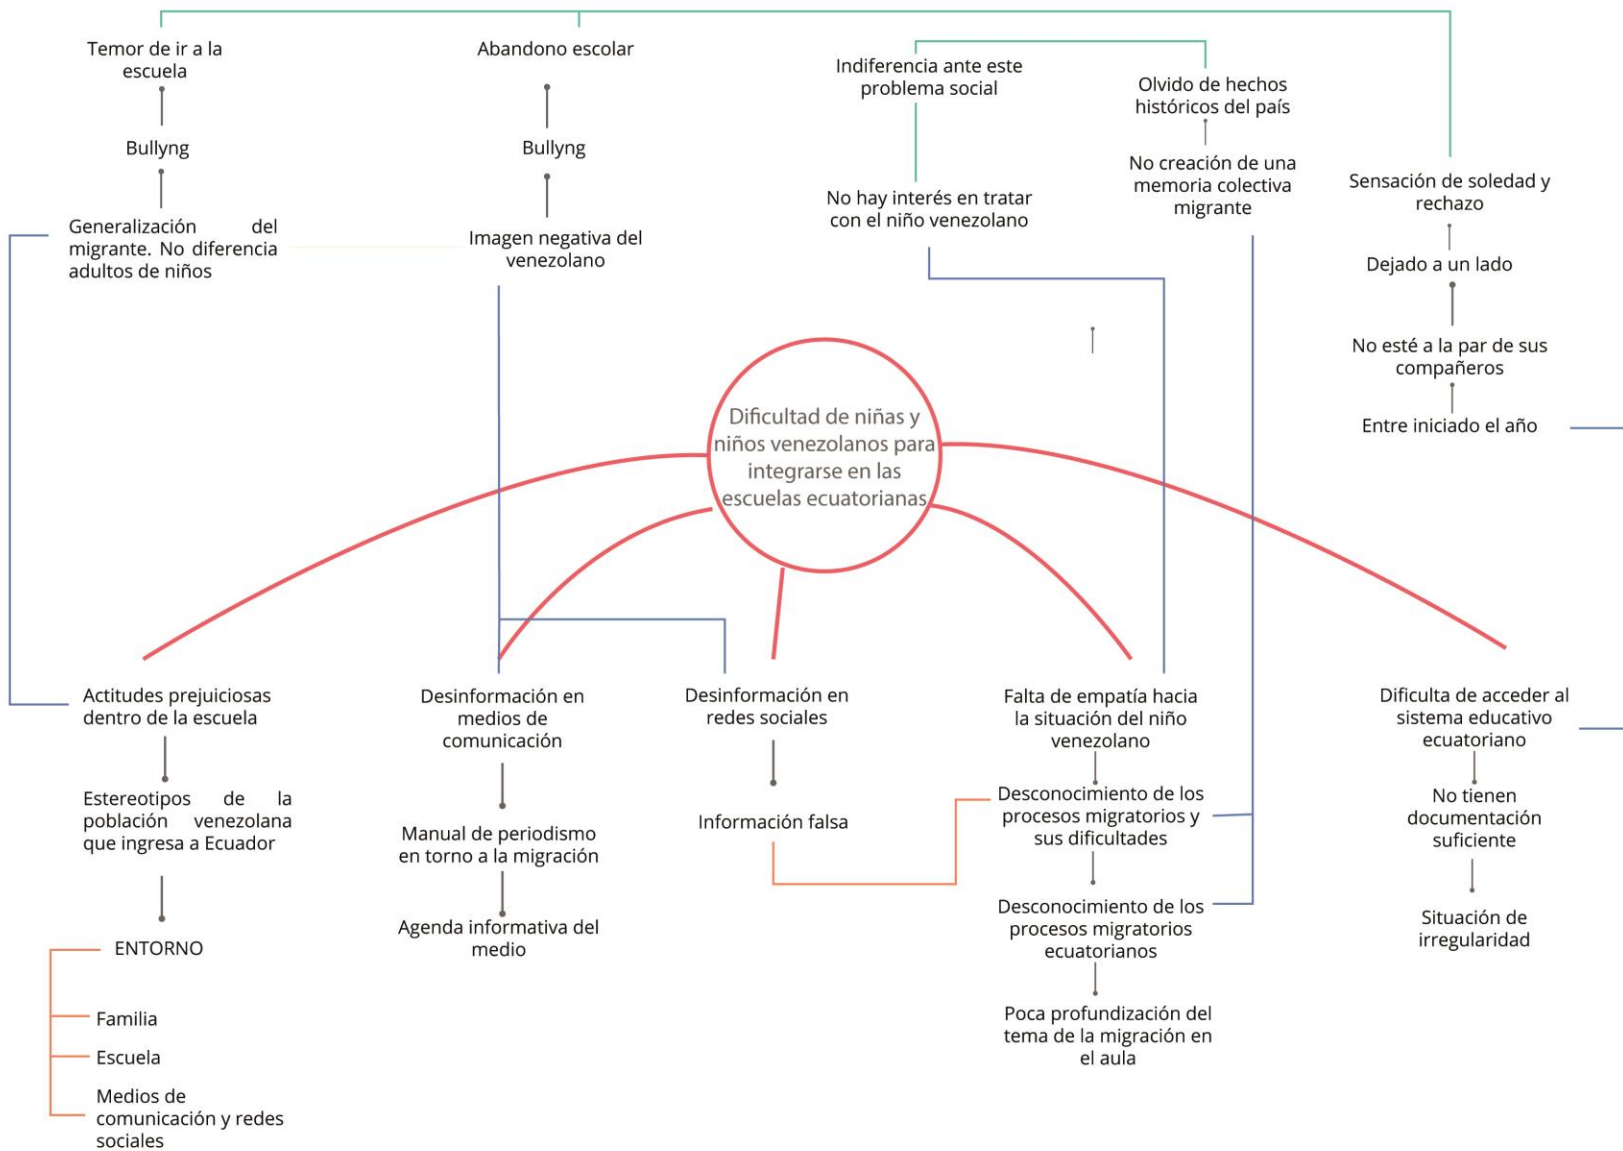 Temor de ir a la
escuela
Abandono escolar
Indiferencia ante este
problema social
Olvido de hechos
históricos del país
Bullyng
Bullyng
No creación de una
memoria colectiva
migrante
Sensación de soledad y
rechazo
No hay interés en tratar
con el niño venezolano
Generalización del
migrante. No diferencia
adultos de niños
Imagen negativa del
venezolano
Dejado a un lado
No esté a la par de sus
compañeros
Entre iniciado el año
Dificultad de niñas y
niños venezolanos para
integrarse en las
escuelas ecuatorianas
Actitudes prejuiciosas
dentro de la escuela
Desinformación en
medios de
comunicación
Desinformación en
redes sociales
Falta de empatía hacia
la situación del niño
venezolano
Dificulta de acceder al
sistema educativo
ecuatoriano
Estereotipos de la
población venezolana
que ingresa a Ecuador
Manual de periodismo
en torno a la migración
Información falsa
Desconocimiento de los
procesos migratorios y
sus dificultades
No tienen
documentación
suficiente
Agenda informativa del
medio
Desconocimiento de los
procesos migratorios
ecuatorianos
Situación de
irregularidad
ENTORNO
Familia
Escuela
Medios de
comunicación y redes
sociales
Poca profundización del
tema de la migración en
el aula